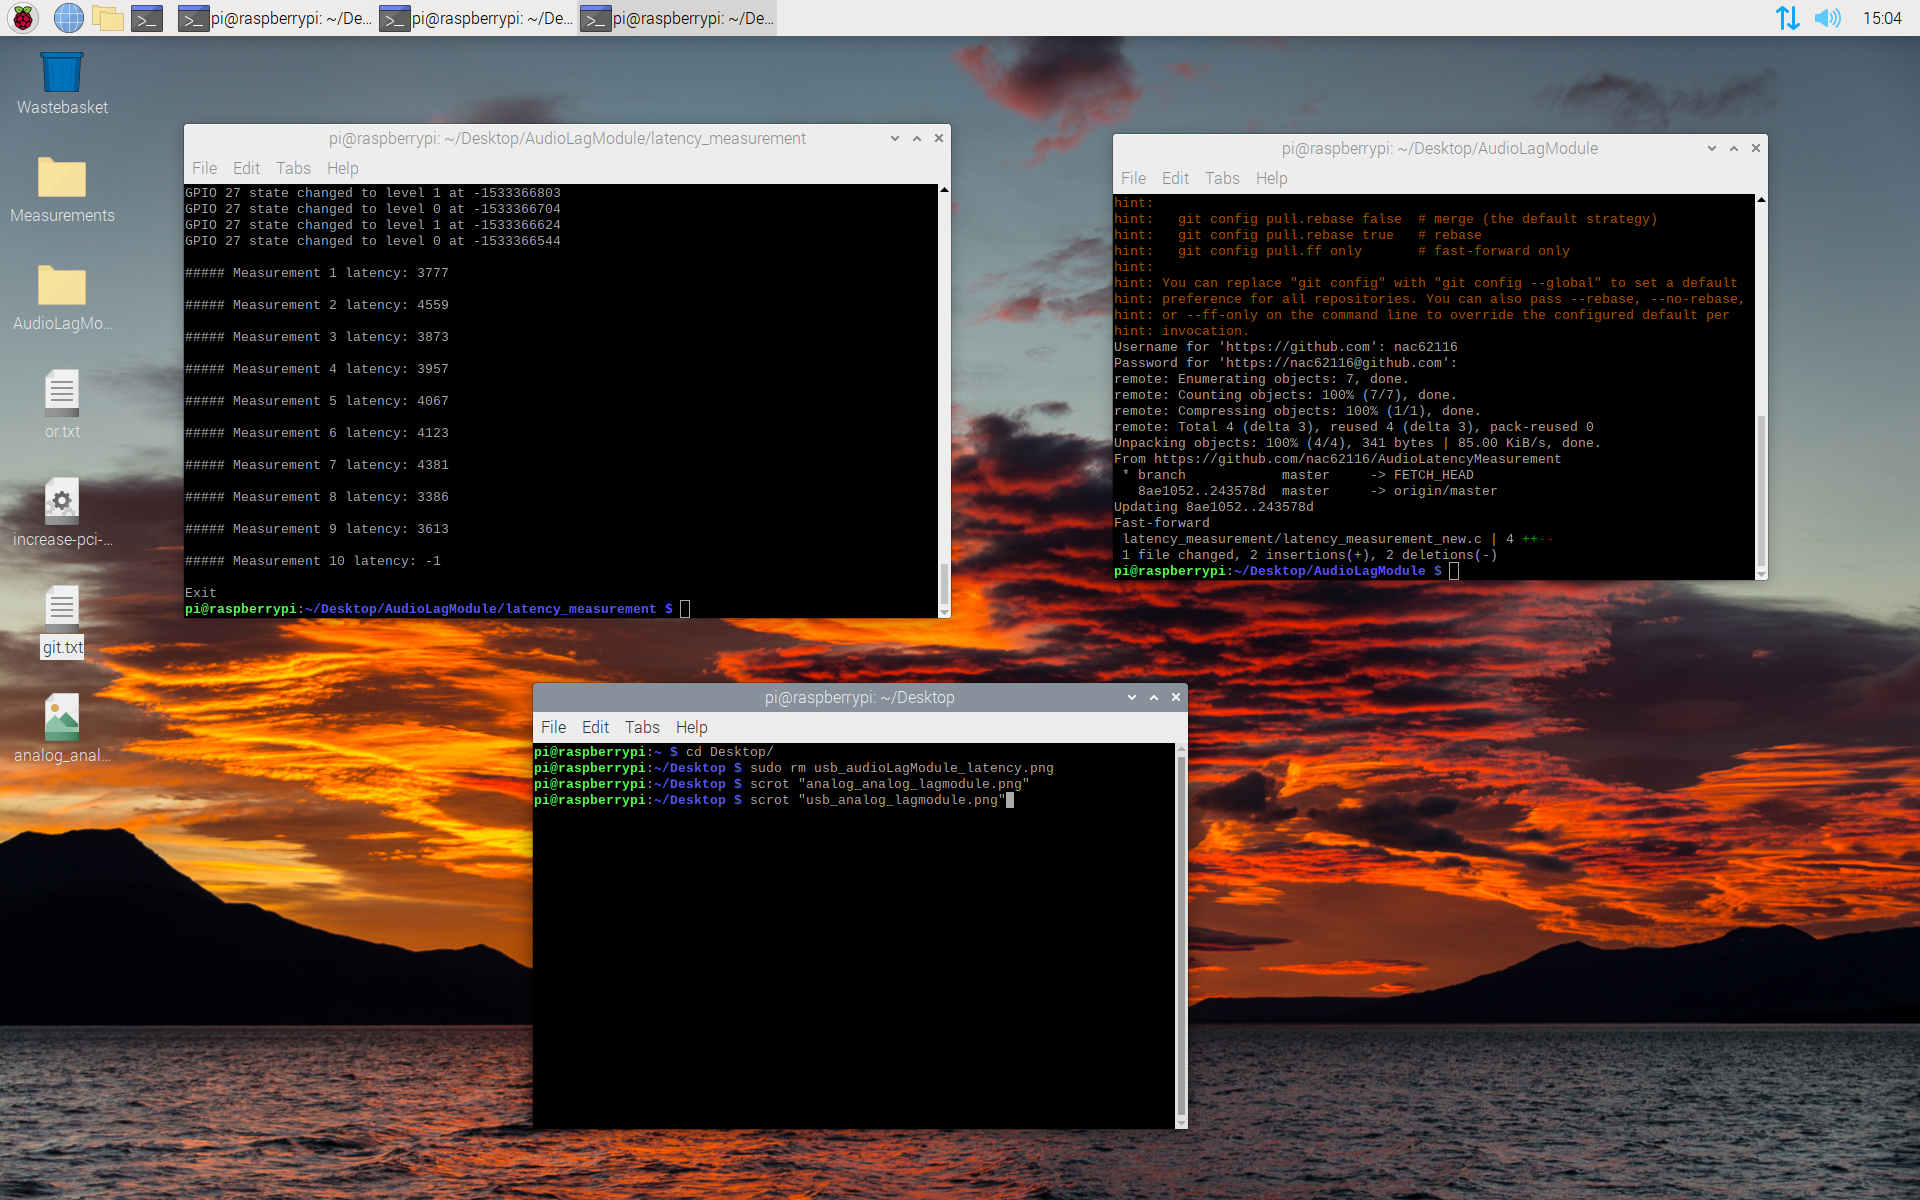 pi@raspberrypi: ~/De...
pi@raspberrypi: ~/De...
pi@raspberrypi: ~/De...
15:04
Wastebasket
Measurements
AudioLagMo...
or.txt
increase-pci-...
git.txt
analog_anal...
pi@raspberrypi: ~/Desktop/AudioLagModule/latency_measurement
File Edit Tabs Help
GPIO 27 state changed to level 1 at -1533366803
GPIO 27 state changed to level 0 at -1533366704
GPIO 27 state changed to level 1 at -1533366624
GPIO 27 state changed to level 0 at -1533366544
##### Measurement 1 latency: 3777
##### Measurement 2 latency: 4559
##### Measurement 3 latency: 3873
##### Measurement 4 latency: 3957
##### Measurement 5 latency: 4067
##### Measurement 6 latency: 4123
##### Measurement 7 latency: 4381
##### Measurement 8 latency: 3386
##### Measurement 9 latency: 3613
##### Measurement 10 latency: -1
Exit
pi@raspberrypi:~/Desktop/AudioLagModule/latency_measurement $
pi@raspberrypi: ~/Desktop/AudioLagModule
File Edit Tabs Help
hint:
hint:   git config pull.rebase false  # merge (the default strategy)
hint:   git config pull.rebase true   # rebase
hint:   git config pull.ff only       # fast-forward only
hint:
hint: You can replace "git config" with "git config --global" to set a default
hint: preference for all repositories. You can also pass --rebase, --no-rebase,
hint: or --ff-only on the command line to override the configured default per
hint: invocation.
Username for 'https://github.com': nac62116
Password for 'https://nac62116@github.com':
remote: Enumerating objects: 7, done.
remote: Counting objects: 100% (7/7), done.
remote: Compressing objects: 100% (1/1), done.
remote: Total 4 (delta 3), reused 4 (delta 3), pack-reused 0
Unpacking objects: 100% (4/4), 341 bytes | 85.00 KiB/s, done.
From https://github.com/nac62116/AudioLatencyMeasurement
 * branch            master     -> FETCH_HEAD
   8ae1052..243578d  master     -> origin/master
Updating 8ae1052..243578d
Fast-forward
 latency_measurement/latency_measurement_new.c | 4 ++--
 1 file changed, 2 insertions(+), 2 deletions(-)
pi@raspberrypi:~/Desktop/AudioLagModule $
pi@raspberrypi: ~/Desktop
File Edit Tabs Help
pi@raspberrypi:~ $ cd Desktop/
pi@raspberrypi:~/Desktop $ sudo rm usb_audioLagModule_latency.png
pi@raspberrypi:~/Desktop $ scrot "analog_analog_lagmodule.png"
pi@raspberrypi:~/Desktop $ scrot "usb_analog_lagmodule.png"